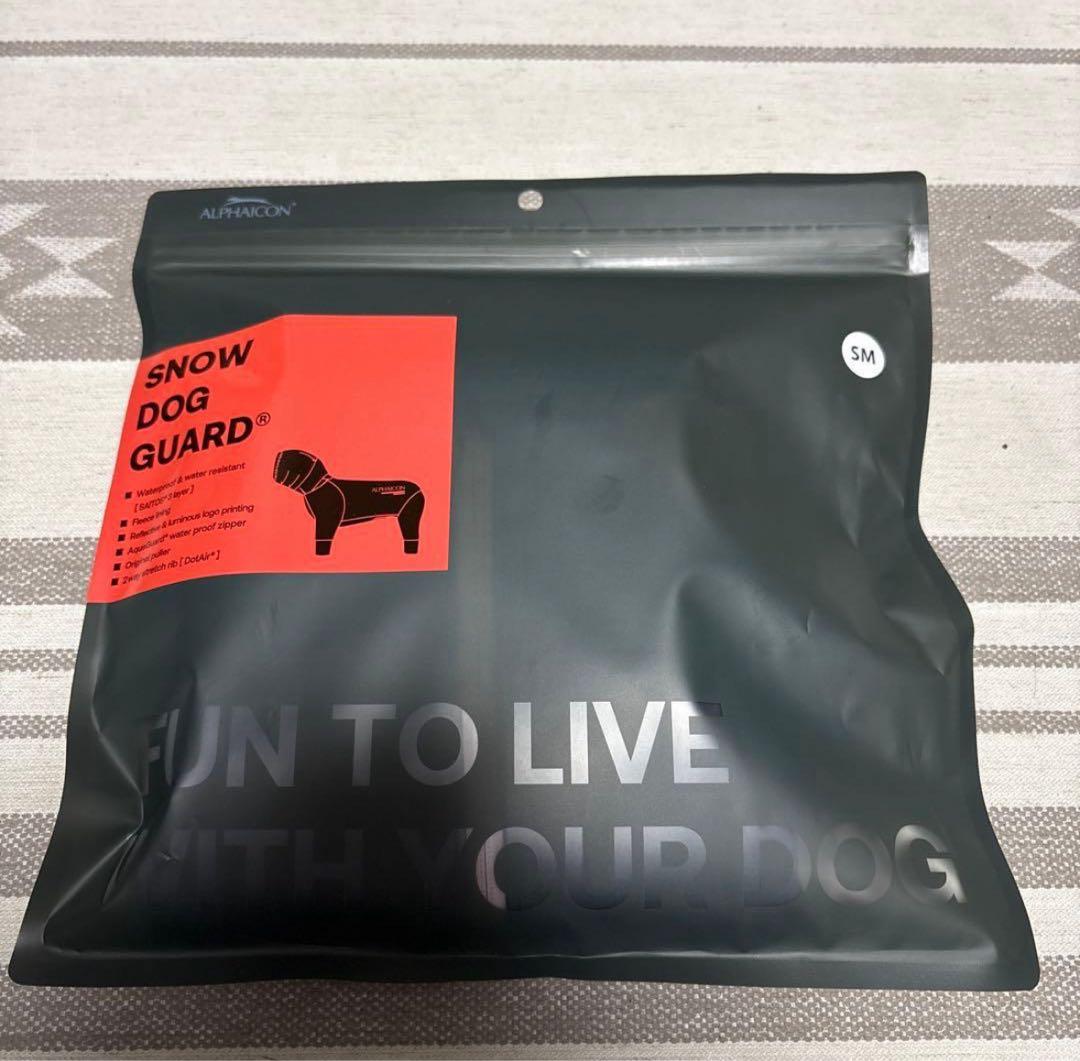 ALPHAICON
SM
SNOW
DOG
GUARD®
■ Waterproof & water resistant
[ SAITOS® 3 layer ]
■ Fleece lining
■ Reflective & luminous logo printing
■ AquaGuard® water proof zipper
■ Original puller
■ 2way stretch rib [ DotAir® ]
ALPHAICON
FUN TO LIVE
WITH YOUR DOG